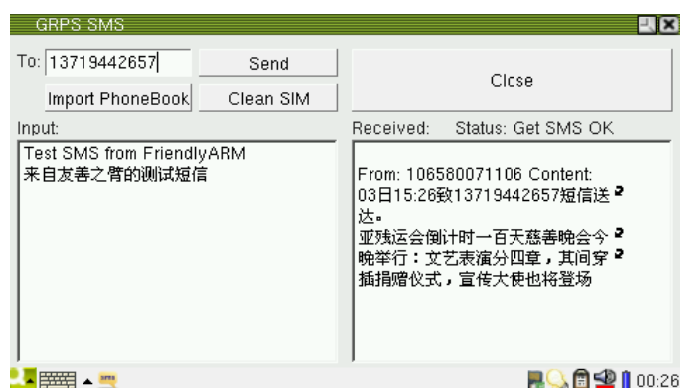 GRPS SMS
To: 13719442657
Send
Clcse
Import PhoneBook
Clean SIM
Input:
Received: Status: Get SMS OK
Test SMS from FriendlyARM
来自友善之臂的测试短信
From: 106580071106 Content:
03日15:26致13719442657短信送
达。
亚残运会倒计时一百天慈善晚会今
晚举行：文艺表演分四章，其间穿
插捐赠仪式，宣传大使也将登场
00:26